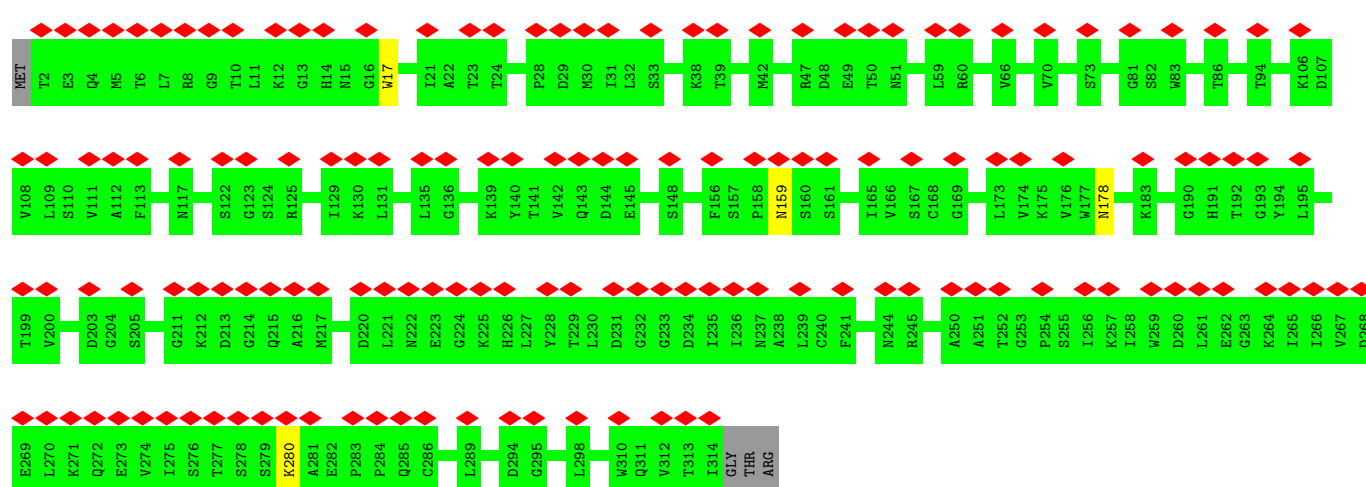 MET T2 E3 Q4 M5 T6 L7 R8 G9 T10 L11 K12 G13 H14 N15 G16 W17 I21 A22 T23 T24 P28 D29 M30 I31 L32 S33 K38 T39 M42 R47 D48 E49 T50 N51 L59 R60 V66 V70 S73 G81 S82 W83 T86 T94 K106 D107
V108 L109 S110 V111 A112 F113 N117 S122 G123 S124 R125 I129 K130 L131 L135 G136 K139 Y140 T141 V142 Q143 D144 E145 S148 F156 S157 P158 N159 S160 S161 I165 V166 S167 C168 G169 L173 V174 K175 V176 W177 N178 K183 G190 H191 T192 G193 Y194 L195
T199 V200 D203 G204 S205 G211 K212 D213 G214 Q215 A216 M217 D220 L221 N222 E223 G224 K225 H226 L227 Y228 T229 L230 D231 G232 G233 D234 I235 I236 N237 A238 L239 C240 F241 N244 R245 A250 A251 T252 G253 P254 S255 I256 K257 I258 W259 D260 L261 E262 G263 K264 I265 I266 V267 D268
E269 L270 K271 Q272 E273 V274 I275 S276 T277 S278 S279 K280 A281 E282 P283 P284 Q285 C286 L289 D294 G295 L298 W310 Q311 V312 T313 I314 GLY THR ARG